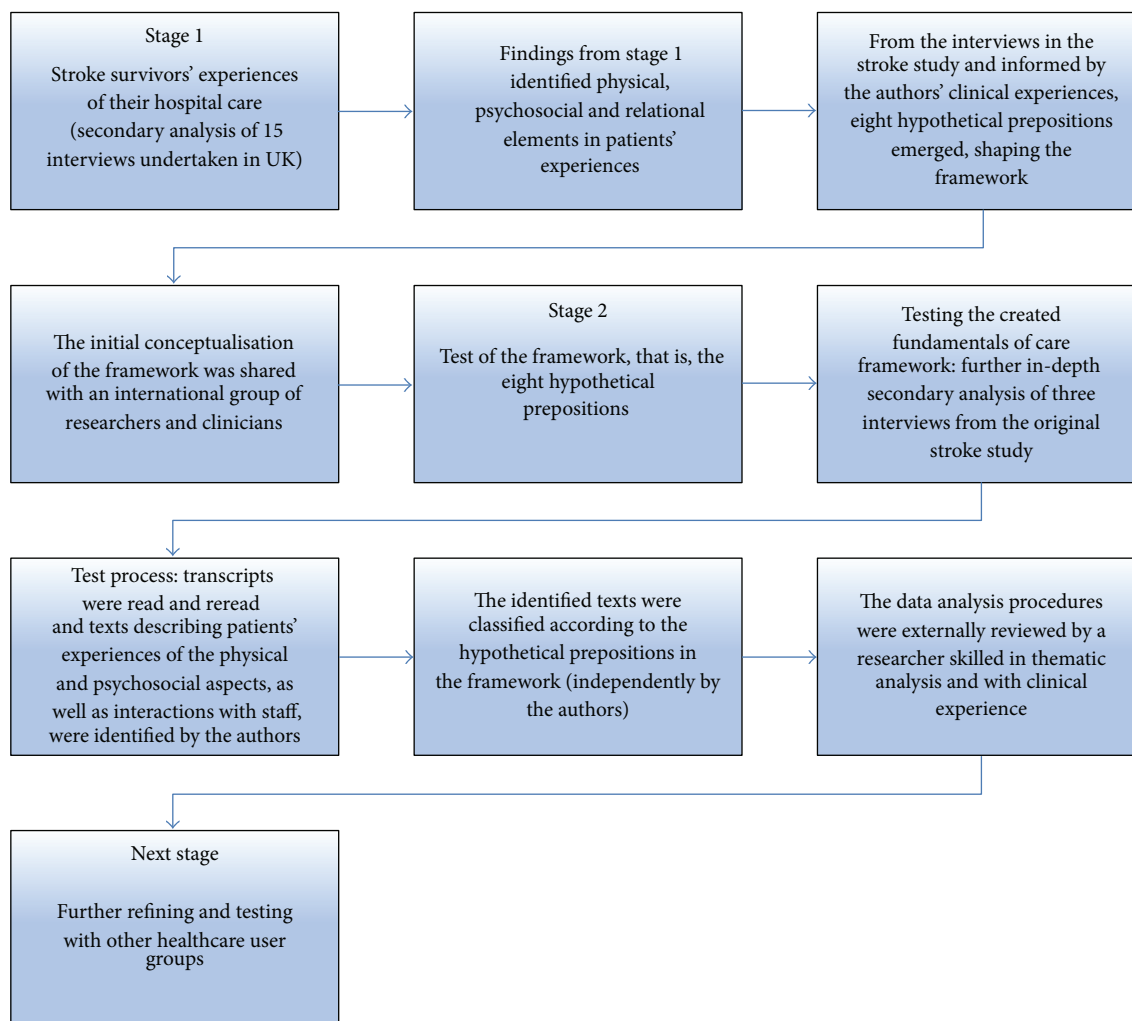 Stage 1
Stroke survivors’ experiences
of their hospital care
(secondary analysis of 15
interviews undertaken in UK)
Findings from stage 1
identified physical,
psychosocial and relational
elements in patients’
experiences
From the interviews in the
stroke study and informed by
the authors’ clinical experiences,
eight hypothetical prepositions
emerged, shaping the
framework
The initial conceptualisation
of the framework was shared
with an international group of
researchers and clinicians
Stage 2
Test of the framework, that is, the
eight hypothetical
prepositions
Testing the created
fundamentals of care
framework: further in-depth
secondary analysis of three
interviews from the original
stroke study
Test process: transcripts
were read and reread
and texts describing patients’
experiences of the physical
and psychosocial aspects, as
well as interactions with staff,
were identified by the authors
The identified texts were
classified according to the
hypothetical prepositions in
the framework (independently by
the authors)
The data analysis procedures
were externally reviewed by a
researcher skilled in thematic
analysis and with clinical
experience
Next stage
Further refining and testing
with other healthcare user
groups